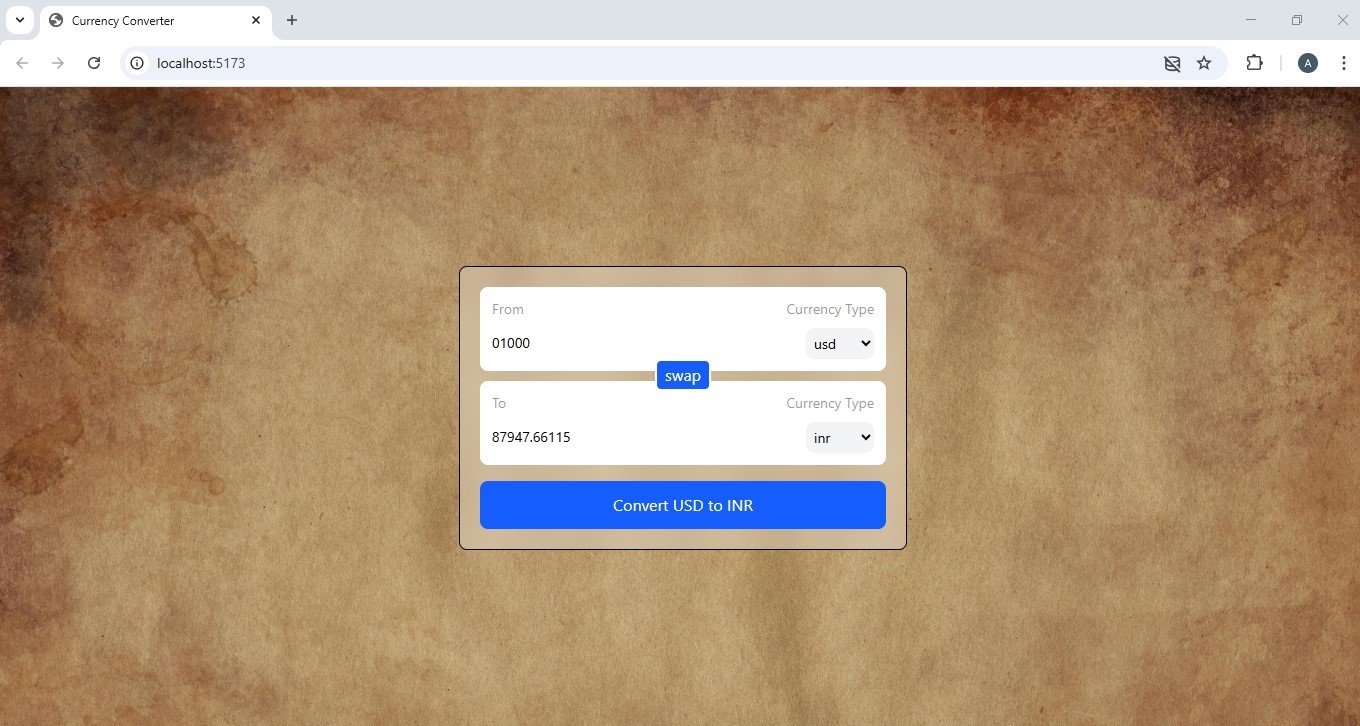 Currency Converter
localhost:5173
A
From Currency Type
01000 usd
swap
To Currency Type
87947.66115 inr
Convert USD to INR